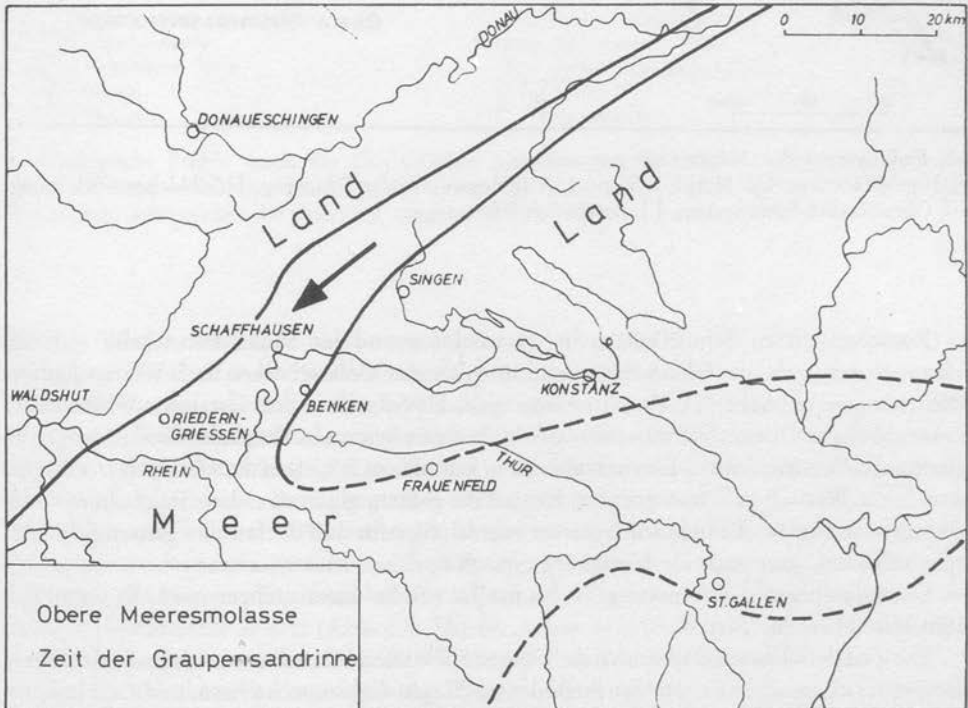 DONAU
0 10 20 km
DONAUESCHINGEN
Land
Land
SINGEN
SCHAFFHAUSEN
KONSTANZ
WALDSHUT
BENKEN
ORIEDERN-
GRIESSEN
THUR
RHEIN
FRAUENFELD
Meer
ST.GALLEN
Obere Meeresmolasse
Zeit der Graupensandrinne